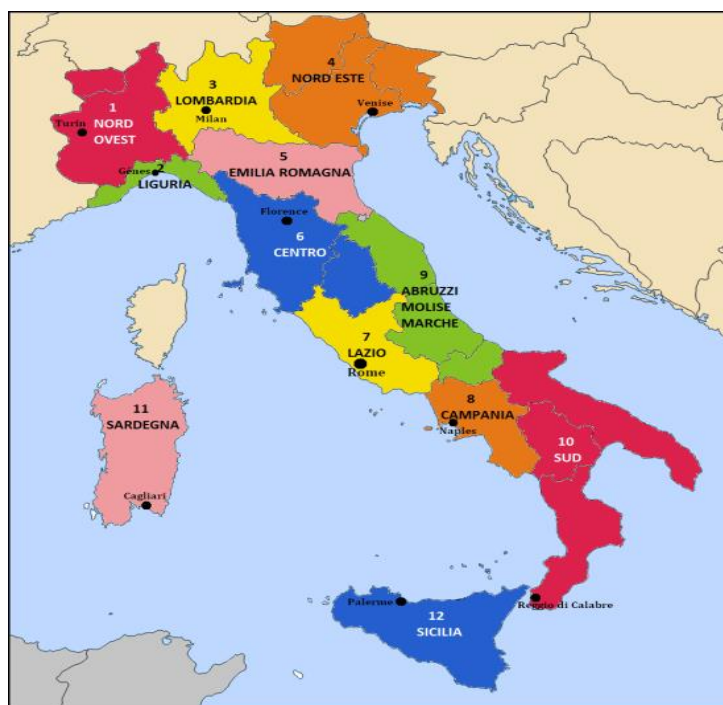 4
NORD ESTE
3
LOMBARDIA
Milan
Venise
1
NORD
OVEST
Turin
5
EMILIA ROMAGNA
2
LIGURIA
Gênes
Florence
6
CENTRO
9
ABRUZZI
MOLISE
MARCHE
7
LAZIO
Rome
8
CAMPANIA
Naples
11
SARDEGNA
Cagliari
10
SUD
Palerme
12
SICILIA
Reggio di Calabre